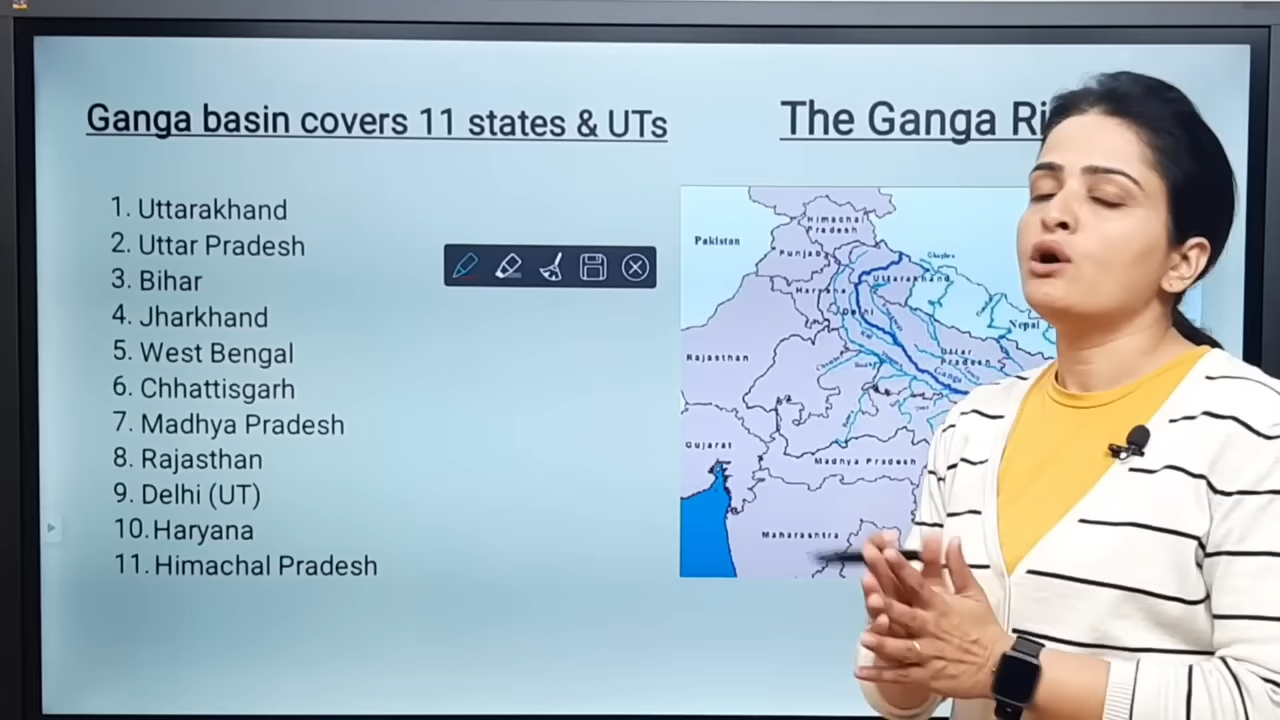 Ganga basin covers 11 states & UTs
1. Uttarakhand
2. Uttar Pradesh
3. Bihar
4. Jharkhand
5. West Bengal
6. Chhattisgarh
7. Madhya Pradesh
8. Rajasthan
9. Delhi (UT)
10. Haryana
11. Himachal Pradesh
The Ganga Ri
Himachal
Pradesh
Pakistan
Punjab
Ghaghra
Uttarakhand
Haryana
Delhi
Nepal
Rajasthan
Uttar
Pradesh
Ganga
Gujarat
Madhya Pradesh
Maharashtra